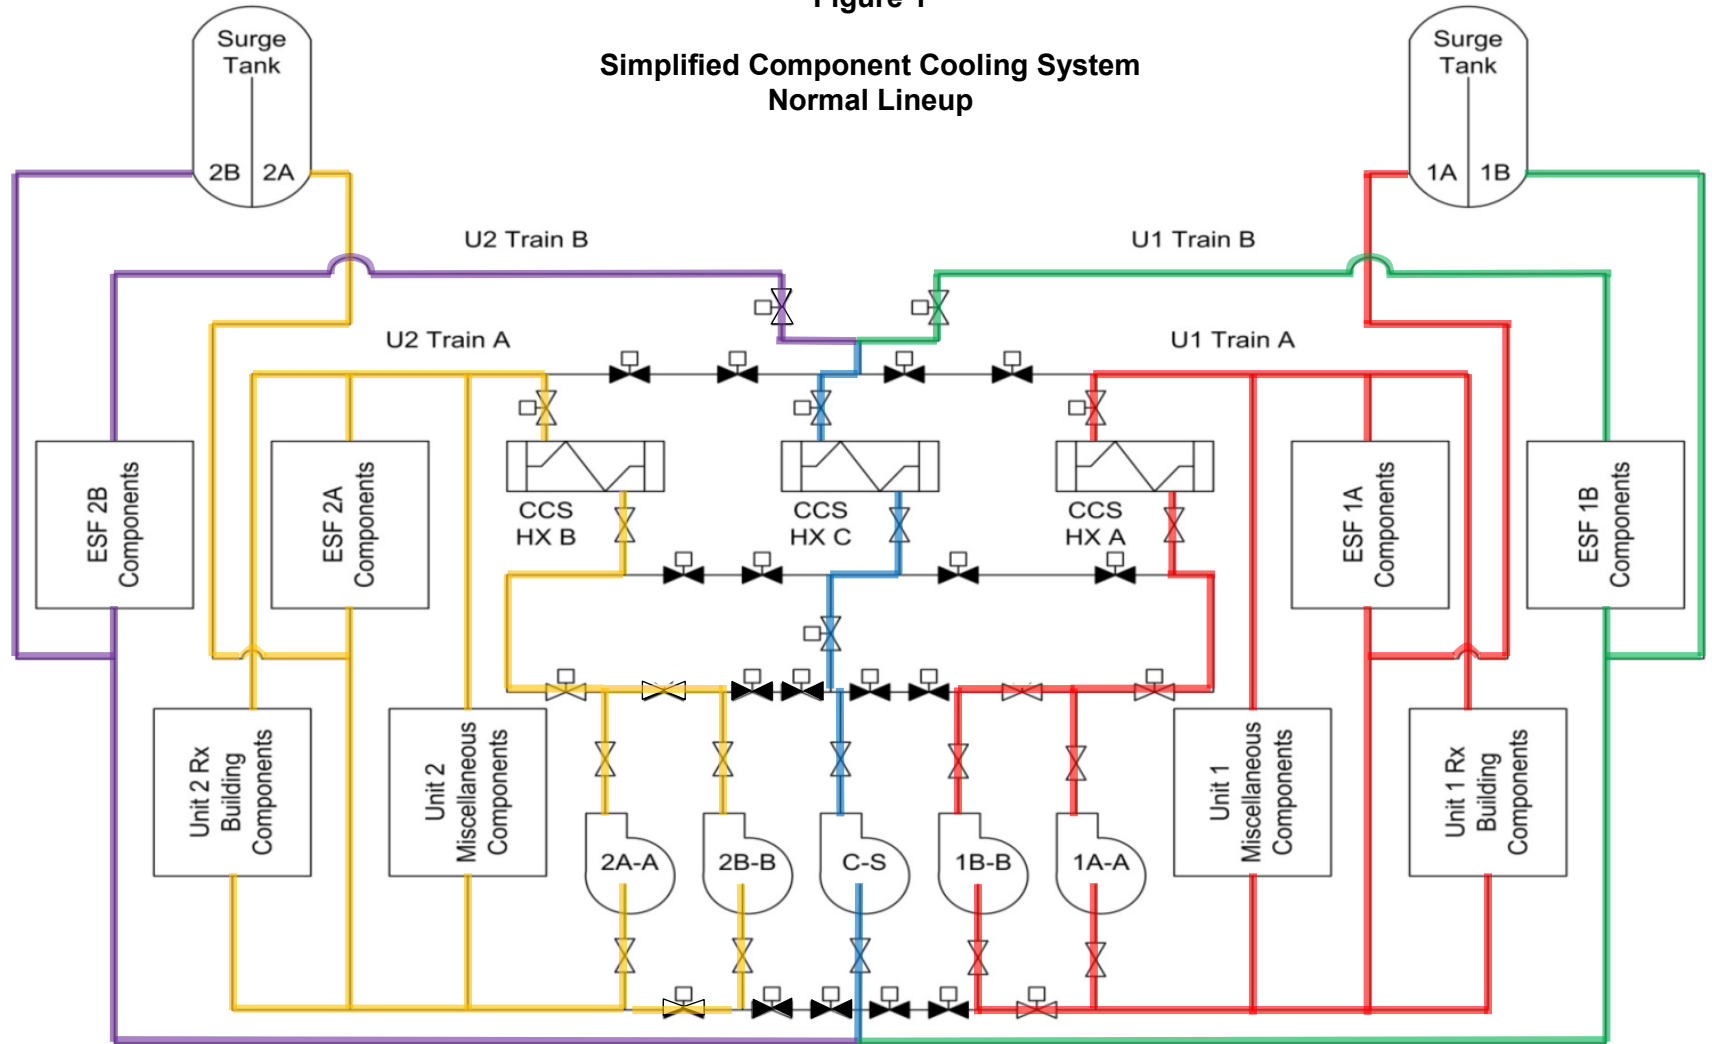 Figure 1
Simplified Component Cooling System
Normal Lineup
Surge
Tank
2B
2A
Surge
Tank
1A
1B
U2 Train B
U1 Train B
U2 Train A
U1 Train A
ESF 2B
Components
ESF 2A
Components
CCS
HX B
CCS
HX C
CCS
HX A
ESF 1A
Components
ESF 1B
Components
Unit 2 Rx
Building
Components
Unit 2
Miscellaneous
Components
Unit 1
Miscellaneous
Components
Unit 1 Rx
Building
Components
2A-A
2B-B
C-S
1B-B
1A-A